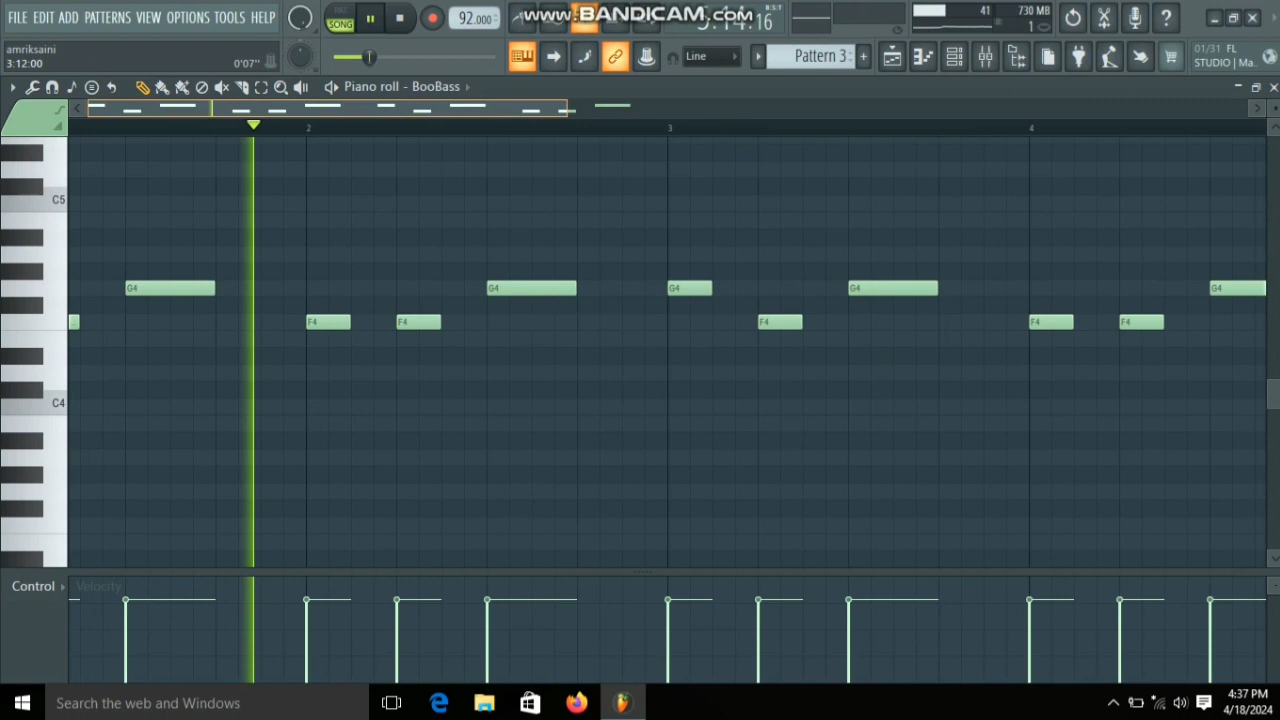 FILE EDIT ADD PATTERNS VIEW OPTIONS TOOLS HELP
SONG
92.000
www.BANDICAM.com
41
730 MB
1
amriksaini
3:12:00
0'07"
Line
Pattern 3
01/31 FL
STUDIO | Ma..
Piano roll - BooBass
2
3
4
C5
G4
G4
G4
G4
G4
F4
F4
F4
F4
F4
C4
Control
Velocity
Search the web and Windows
4:37 PM
4/18/2024